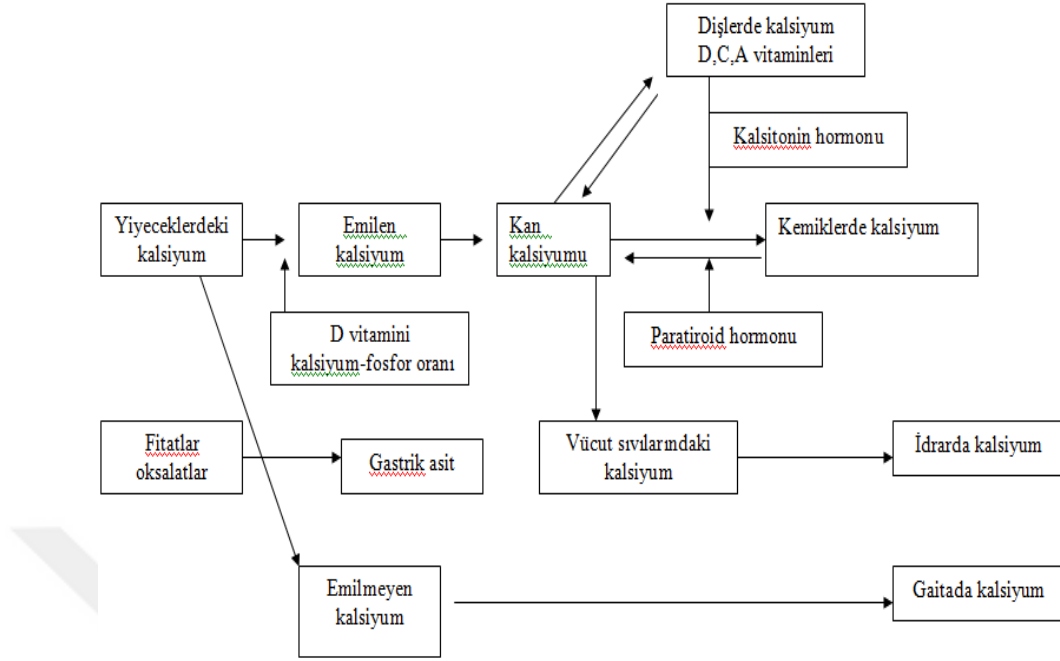 Dişlerde kalsiyum
D,C,A vitaminleri
Kalsitonin hormonu
Yiyeceklerdeki
kalsiyum
Emilen
kalsiyum
Kan
kalsiyumu
Kemiklerde kalsiyum
D vitamini
kalsiyum-fosfor oranı
Paratiroid hormonu
Fitatlar
oksalatlar
Gastrik asit
Vücut sıvılarındaki
kalsiyum
İdrarda kalsiyum
Emilmeyen
kalsiyum
Gaitada kalsiyum